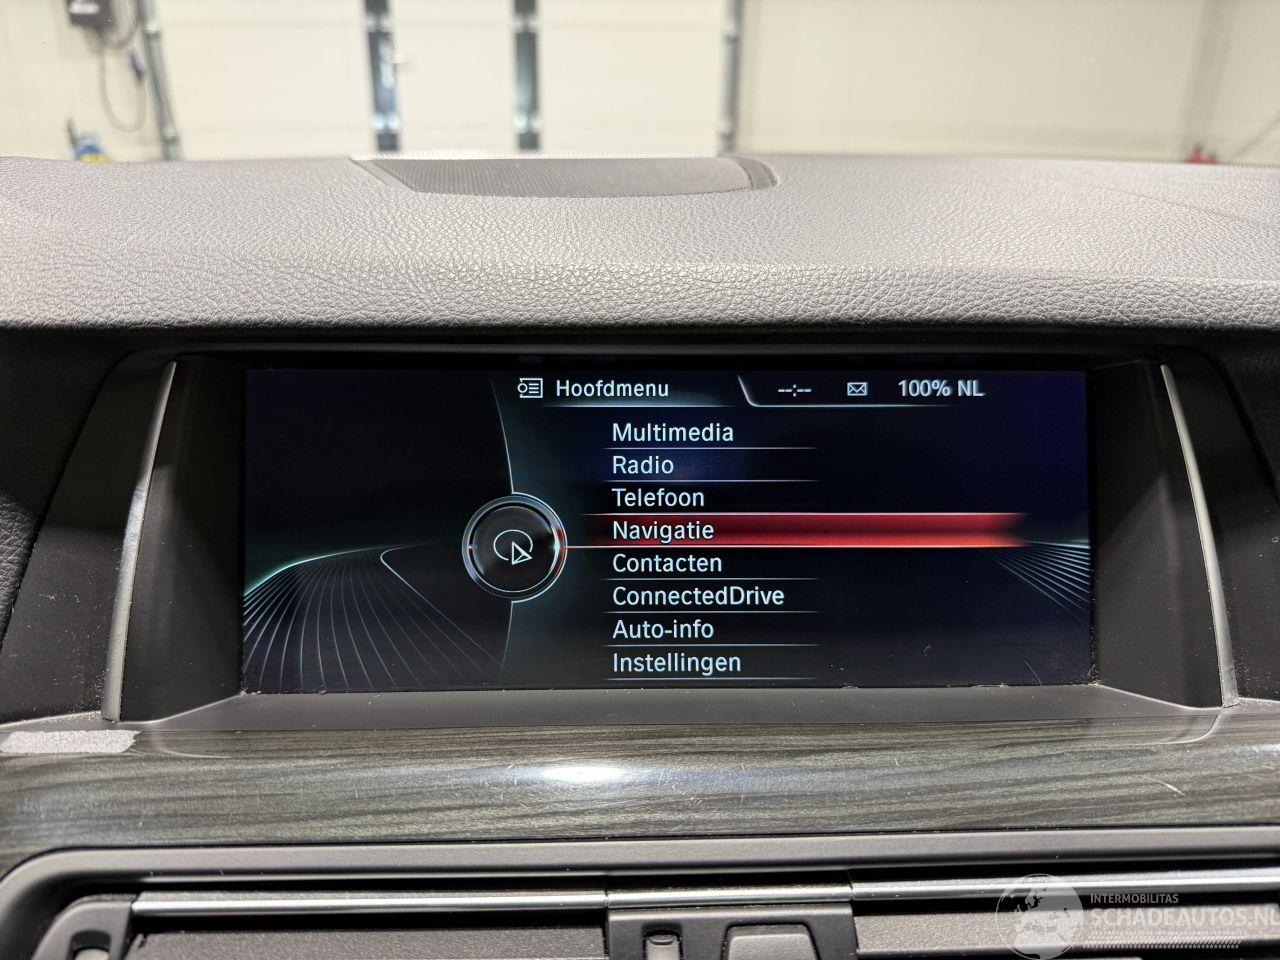 Hoofdmenu --:-- 100% NL
Multimedia
Radio
Telefoon
Navigatie
Contacten
ConnectedDrive
Auto-info
Instellingen
INTERMOBILITAS
SCHADEAUTOS.NL